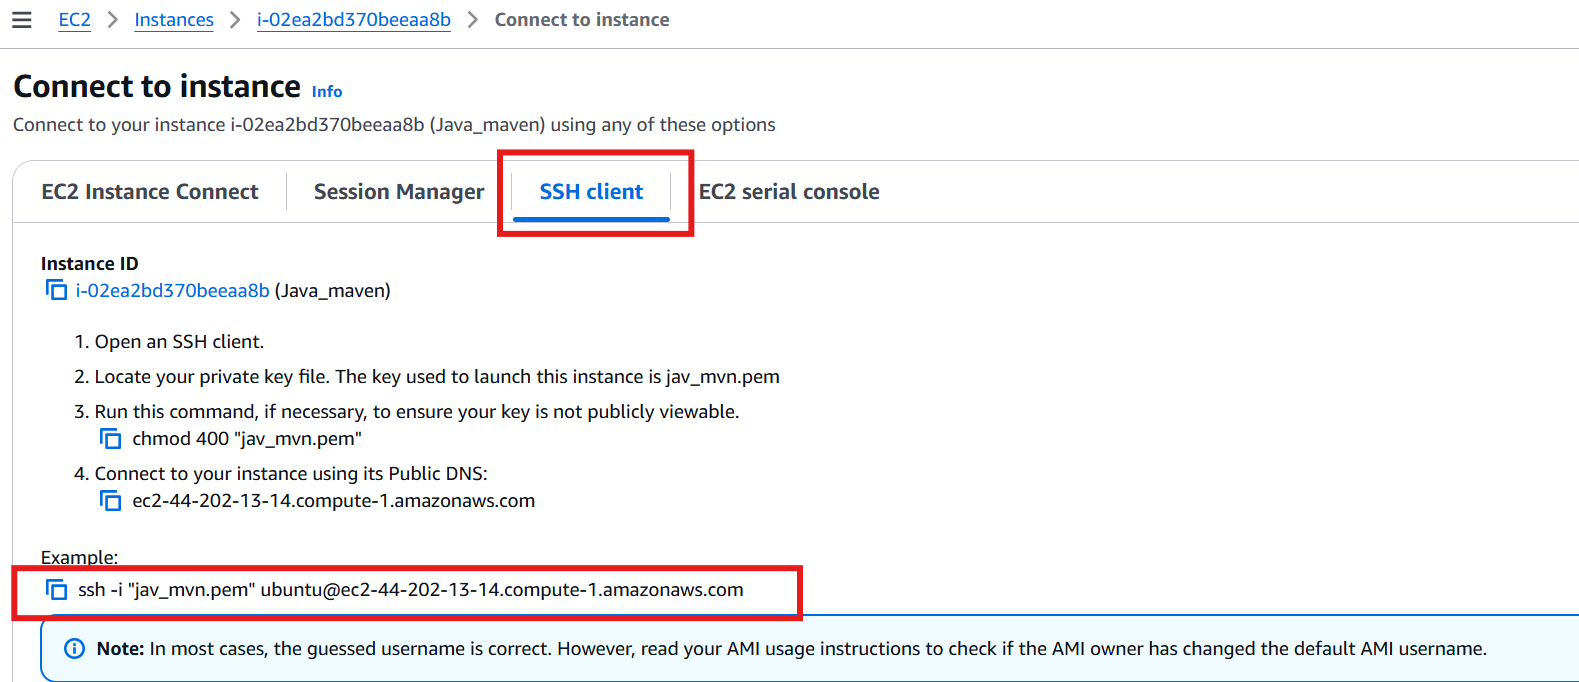 EC2 > Instances > i-02ea2bd370beeaa8b > Connect to instance
Connect to instance Info
Connect to your instance i-02ea2bd370beeaa8b (Java_maven) using any of these options
EC2 Instance Connect Session Manager SSH client EC2 serial console
Instance ID
i-02ea2bd370beeaa8b (Java_maven)
1. Open an SSH client.
2. Locate your private key file. The key used to launch this instance is jav_mvn.pem
3. Run this command, if necessary, to ensure your key is not publicly viewable.
chmod 400 "jav_mvn.pem"
4. Connect to your instance using its Public DNS:
ec2-44-202-13-14.compute-1.amazonaws.com
Example:
ssh -i "jav_mvn.pem" ubuntu@ec2-44-202-13-14.compute-1.amazonaws.com
Note: In most cases, the guessed username is correct. However, read your AMI usage instructions to check if the AMI owner has changed the default AMI username.